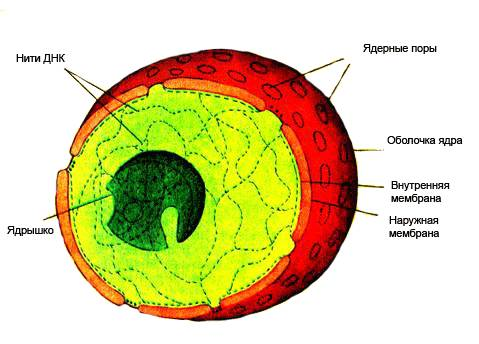 Нити ДНК
Ядерные поры
Оболочка ядра
Внутренняя
мембрана
Наружная
мембрана
Ядрышко